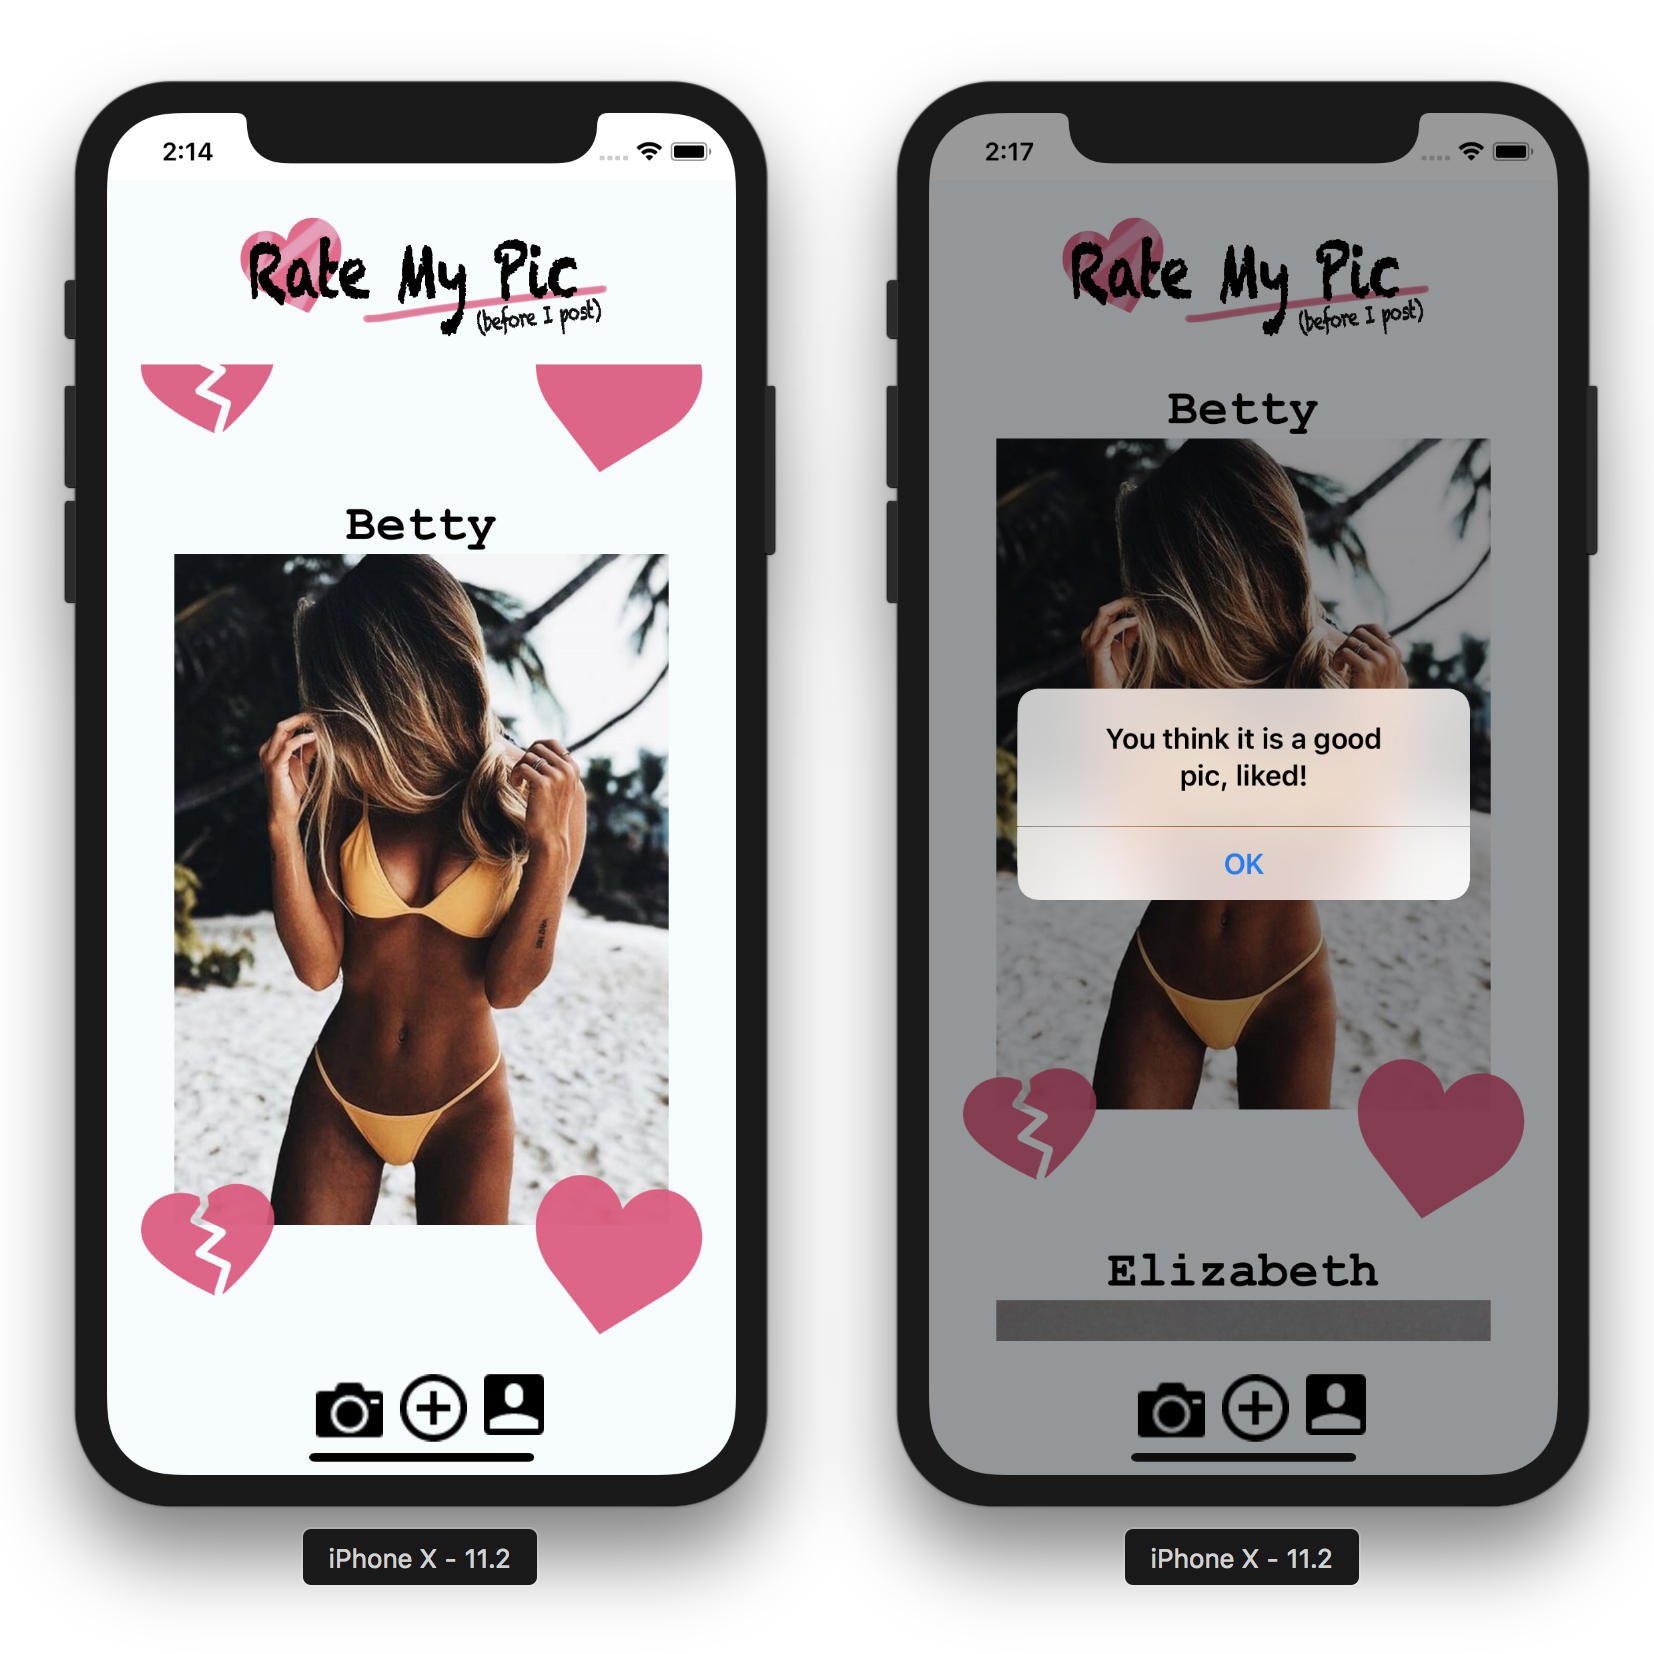 2:14
Rate My Pic
(before I post)
Betty
iPhone X - 11.2
2:17
Rate My Pic
(before I post)
Betty
You think it is a good
pic, liked!
OK
Elizabeth
iPhone X - 11.2